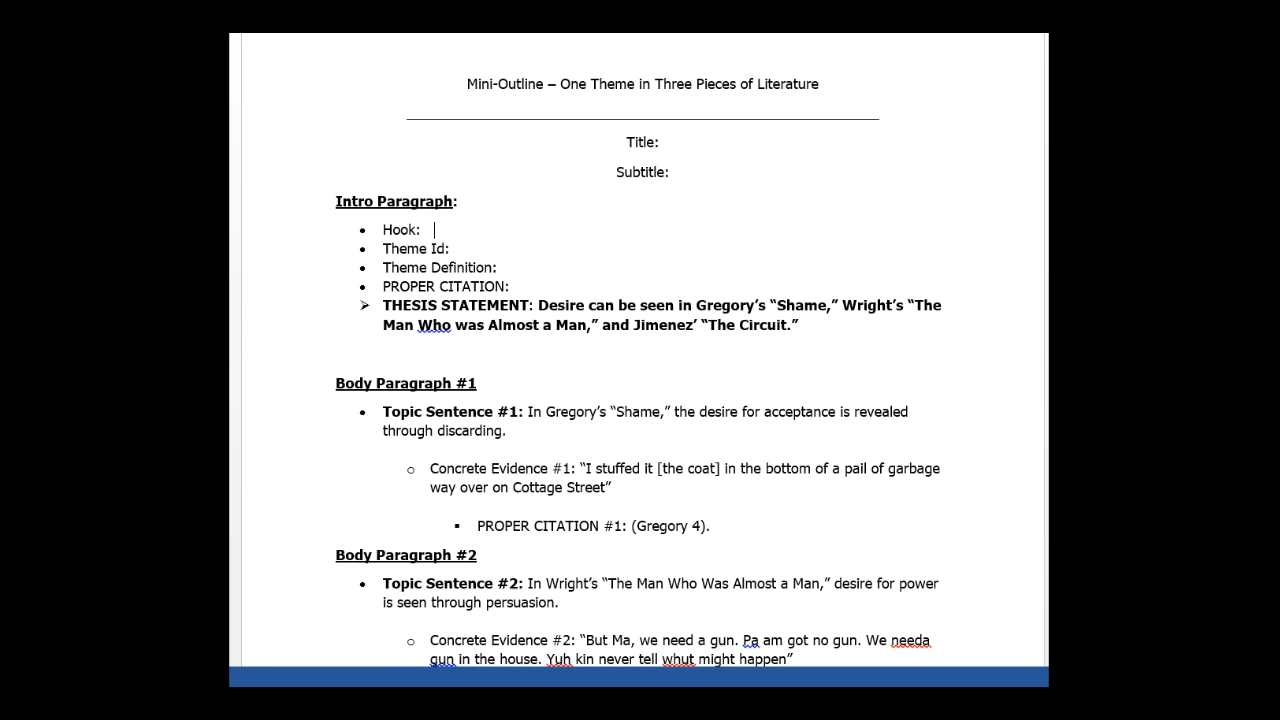 Mini-Outline – One Theme in Three Pieces of Literature
Title:
Subtitle:
Intro Paragraph:
• Hook:
• Theme Id:
• Theme Definition:
• PROPER CITATION:
➢ THESIS STATEMENT: Desire can be seen in Gregory’s “Shame,” Wright’s “The
Man Who was Almost a Man,” and Jimenez’ “The Circuit.”
Body Paragraph #1
• Topic Sentence #1: In Gregory’s “Shame,” the desire for acceptance is revealed
through discarding.
o Concrete Evidence #1: “I stuffed it [the coat] in the bottom of a pail of garbage
way over on Cottage Street”
▪ PROPER CITATION #1: (Gregory 4).
Body Paragraph #2
• Topic Sentence #2: In Wright’s “The Man Who Was Almost a Man,” desire for power
is seen through persuasion.
o Concrete Evidence #2: “But Ma, we need a gun. Pa am got no gun. We needa
gun in the house. Yuh kin never tell whut might happen”